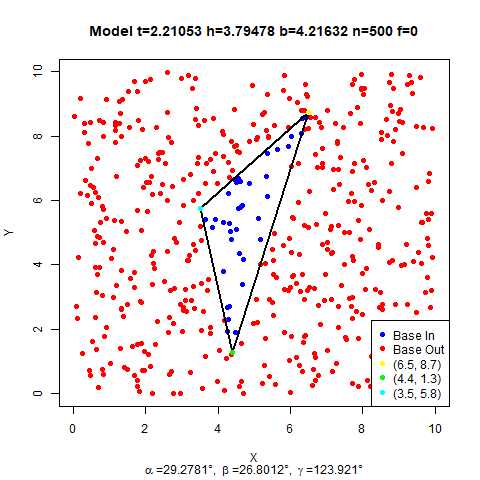 Model t=2.21053 h=3.79478 b=4.21632 n=500 f=0
10
8
6
4
2
0
Y
Base In
Base Out
(6.5, 8.7)
(4.4, 1.3)
(3.5, 5.8)
0 2 4 6 8 10
X
α=29.2781°, β=26.8012°, γ=123.921°